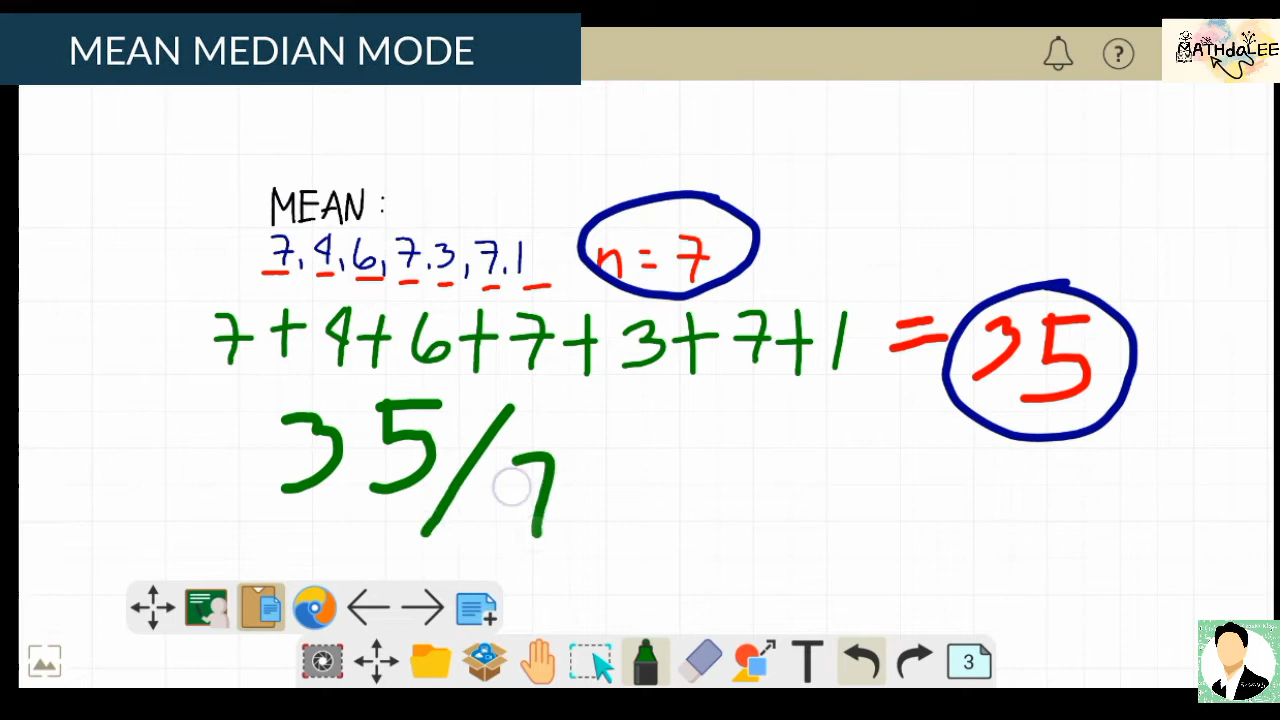 MEAN MEDIAN MODE
MATHdaLEE
MEAN :
7, 4, 6, 7.3, 7.1
n = 7
7+4+6+7+3+7+1 = 35
35/7
3